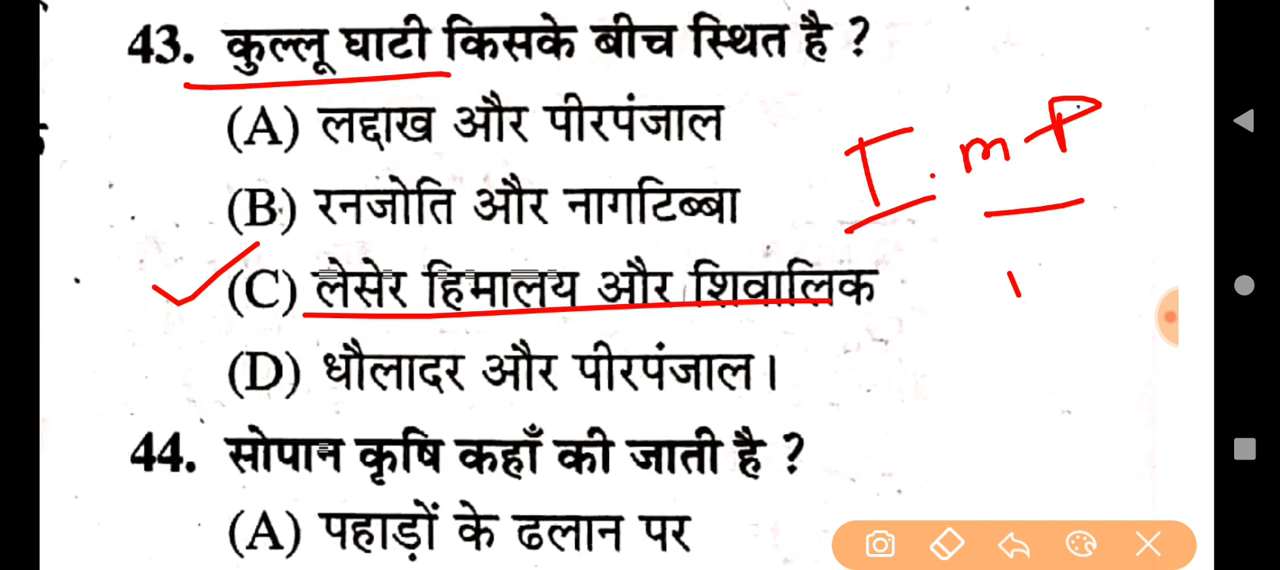 43. कुल्लू घाटी किसके बीच स्थित है ?
(A) लद्दाख और पीरपंजाल
(B) रनजोति और नागटिब्बा
(C) लेसेर हिमालय और शिवालिक
(D) धौलादर और पीरपंजाल।
I.mP
44. सोपान कृषि कहाँ की जाती है ?
(A) पहाड़ों के ढलान पर